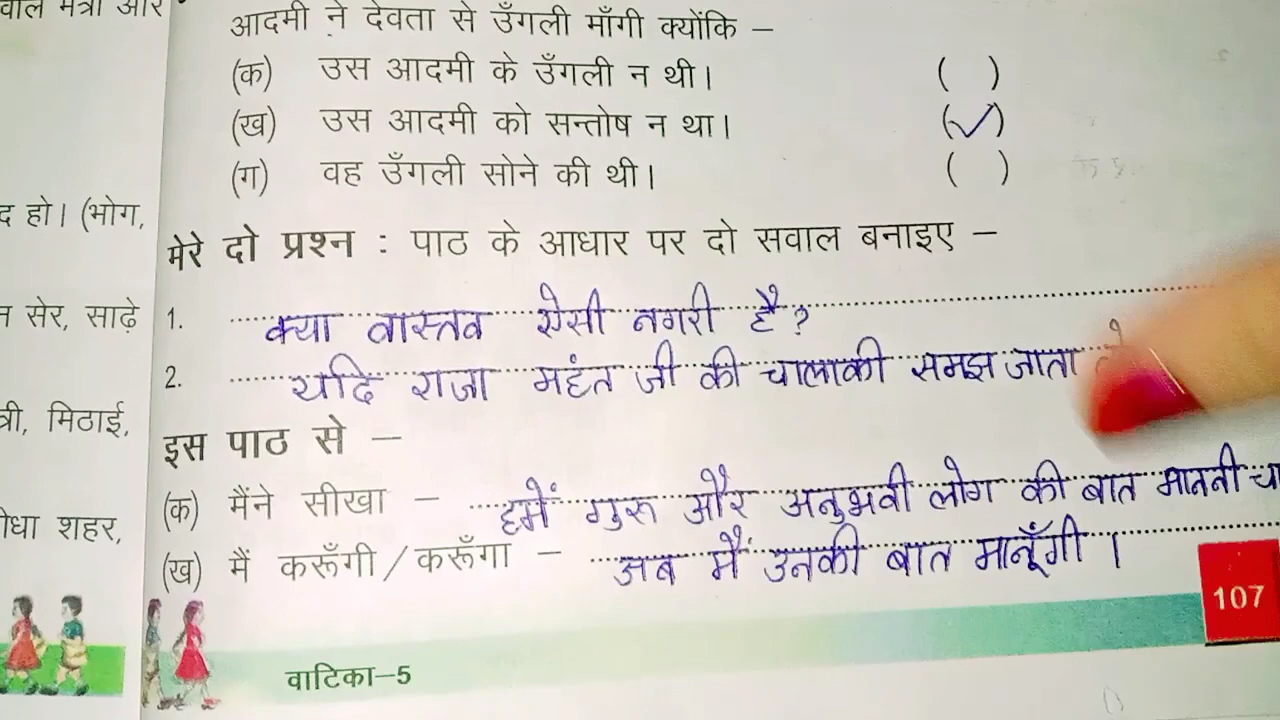 वाले मंत्री और
द हो। (भोग,
न सेर, साढ़े
त्री, मिठाई,
शहर,
आदमी ने देवता से उँगली माँगी क्योंकि –
(क) उस आदमी के उँगली न थी। ( )
(ख) उस आदमी को सन्तोष न था। (✓)
(ग) वह उँगली सोने की थी। ( )
मेरे दो प्रश्न : पाठ के आधार पर दो सवाल बनाइए –
1. क्या वास्तव ऐसी नगरी है?
2. यदि राजा महंत जी की चालाकी समझ जाता
इस पाठ से –
(क) मैंने सीखा – हमें गुरू और अनुभवी लोग की बात माननी चा
(ख) मैं करूँगी / करूँगा – अब मैं उनकी बात मानूँगी ।
107
वाटिका–5